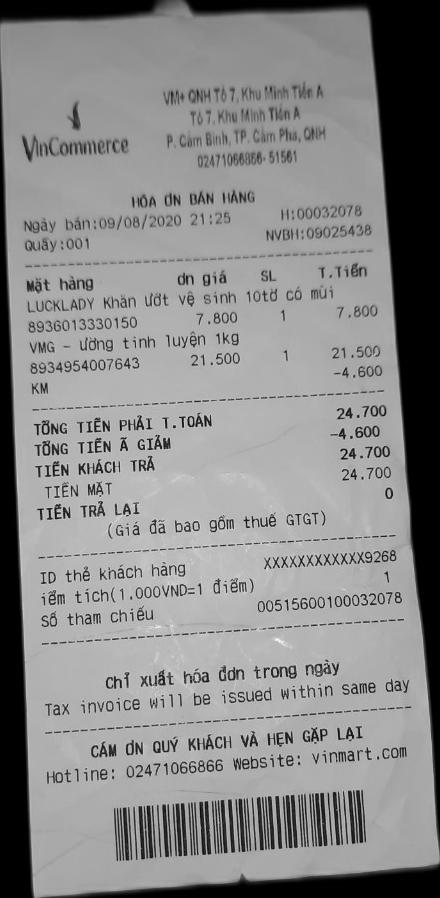 VinCommerce
VM+ QNH Tổ 7, Khu Minh Tiến A
Tổ 7, Khu Minh Tiến A
P. Cẩm Bình, TP. Cẩm Phả, QNH
02471066866- 51561
HÓA ƠN BÁN HÀNG
Ngày bán:09/08/2020 21:25 H:00032078
Quầy:001 NVBH:09025438
Mặt hàng ơn giá SL T.Tiền
LUCKLADY Khăn ướt vệ sinh 10tờ có mùi
8936013330150 7.800 1 7.800
VMG - ường tinh luyện 1kg
8934954007643 21.500 1 21.500
KM -4.600
TỔNG TIỀN PHẢI T.TOÁN 24.700
TỔNG TIỀN Ã GIẢM -4.600
TIỀN KHÁCH TRẢ 24.700
TIỀN MẶT 24.700
TIỀN TRẢ LẠI 0
(Giá đã bao gồm thuế GTGT)
ID thẻ khách hàng XXXXXXXXXXXX9268
iểm tích(1.000VND=1 điểm) 1
Số tham chiếu 00515600100032078
Chỉ xuất hóa đơn trong ngày
Tax invoice will be issued within same day
CÁM ƠN QUÝ KHÁCH VÀ HẸN GẶP LẠI
Hotline: 02471066866 Website: vinmart.com